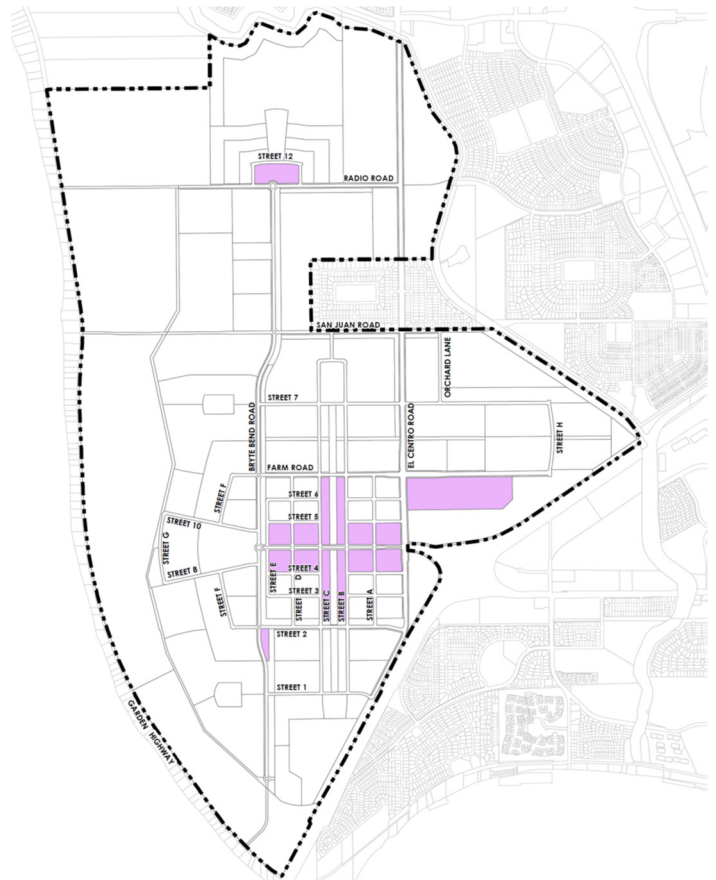 STREET 12
RADIO ROAD
SAN JUAN ROAD
ORCHARD LANE
STREET 7
BRYTE BEND ROAD
EL CENTRO ROAD
STREET H
FARM ROAD
STREET F
STREET 6
STREET 5
STREET 10
STREET G
STREET 8
STREET 4
STREET E
STREET D
STREET 3
STREET C
STREET B
STREET A
STREET F
STREET 2
STREET 1
GARDEN HIGHWAY